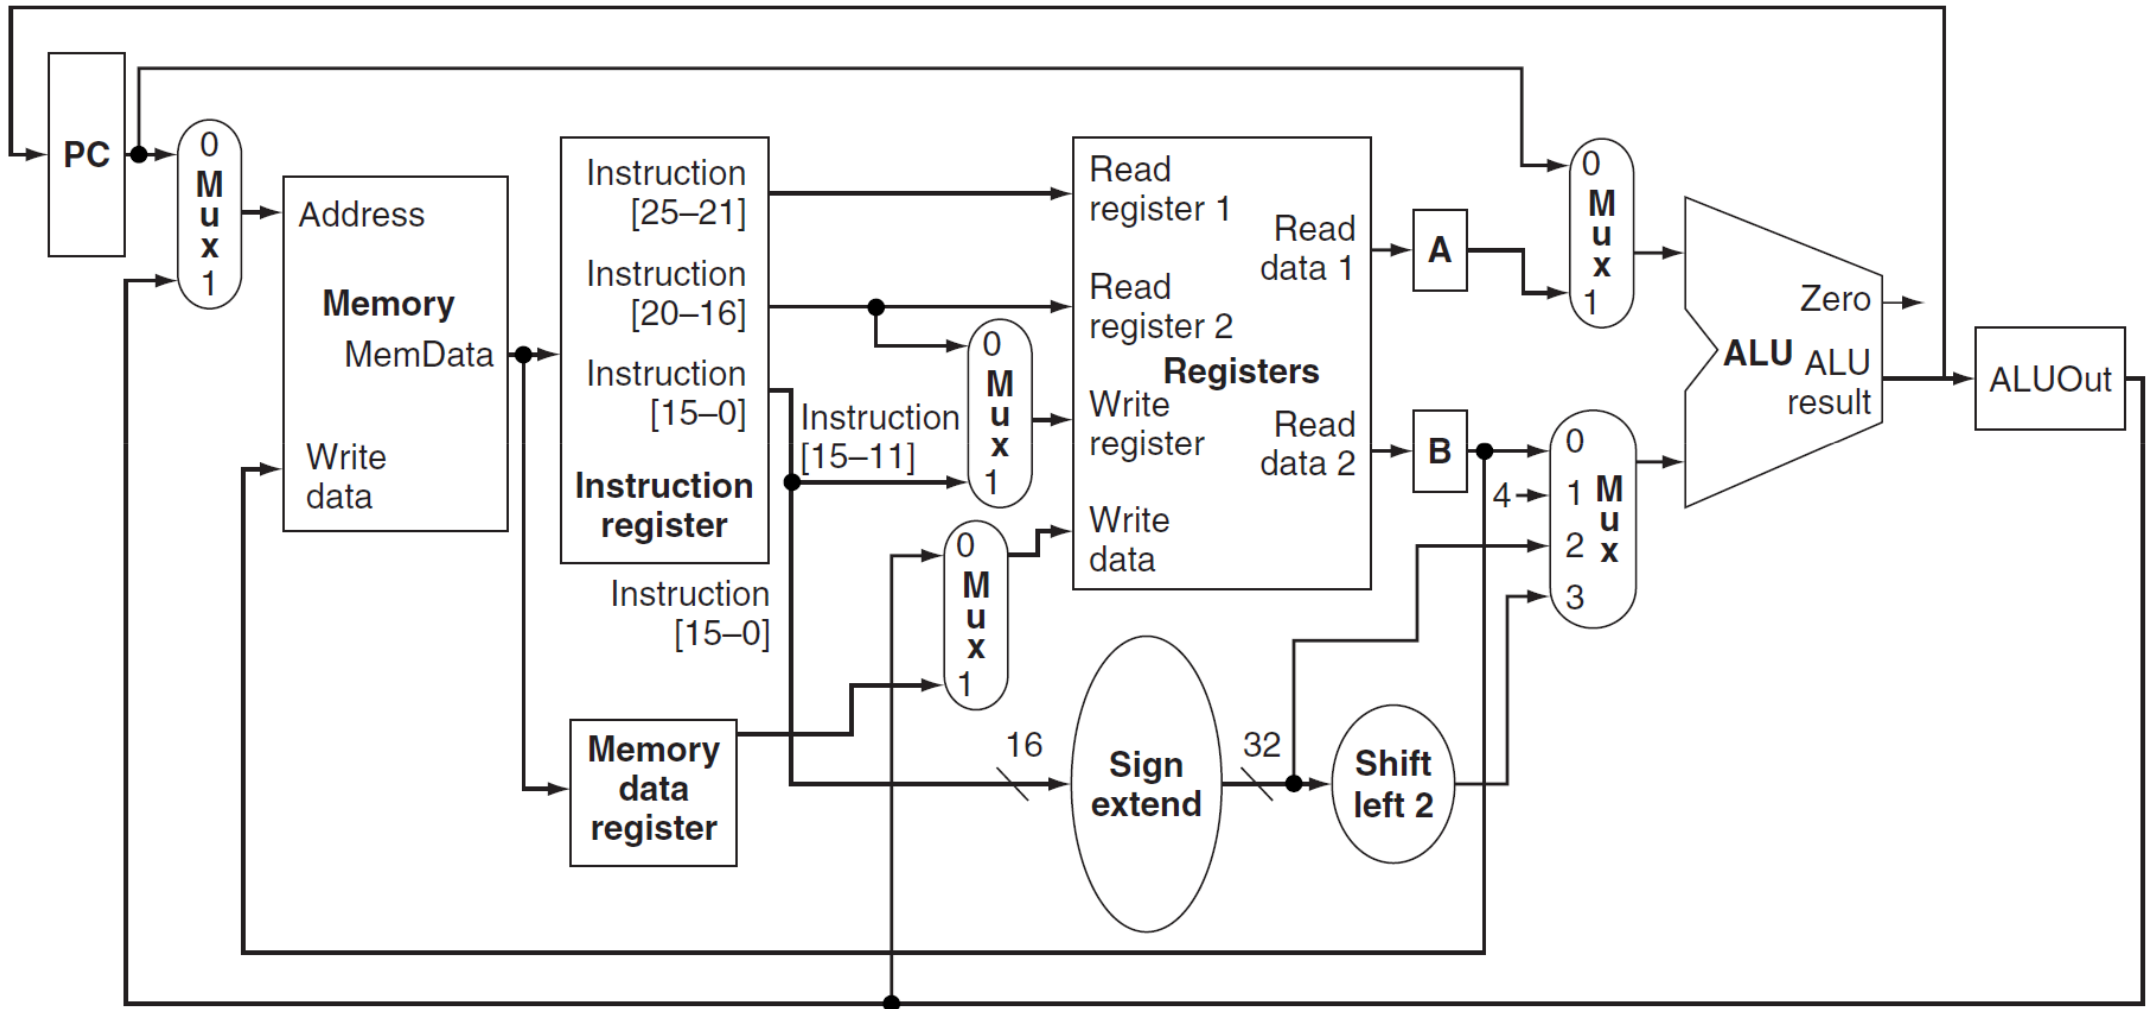 PC
0
M
u
x
1
Address
Memory
MemData
Write
data
Instruction
[25–21]
Instruction
[20–16]
Instruction
[15–0]
Instruction
register
Instruction
[15–0]
Memory
data
register
Instruction
[15–11]
0
M
u
x
1
0
M
u
x
1
Read
register 1
Read
register 2
Write
register
Write
data
Registers
Read
data 1
Read
data 2
16
Sign
extend
32
Shift
left 2
A
B
4
0
M
u
x
1
0
1
2
3
M
u
x
Zero
ALU
ALU
result
ALUOut